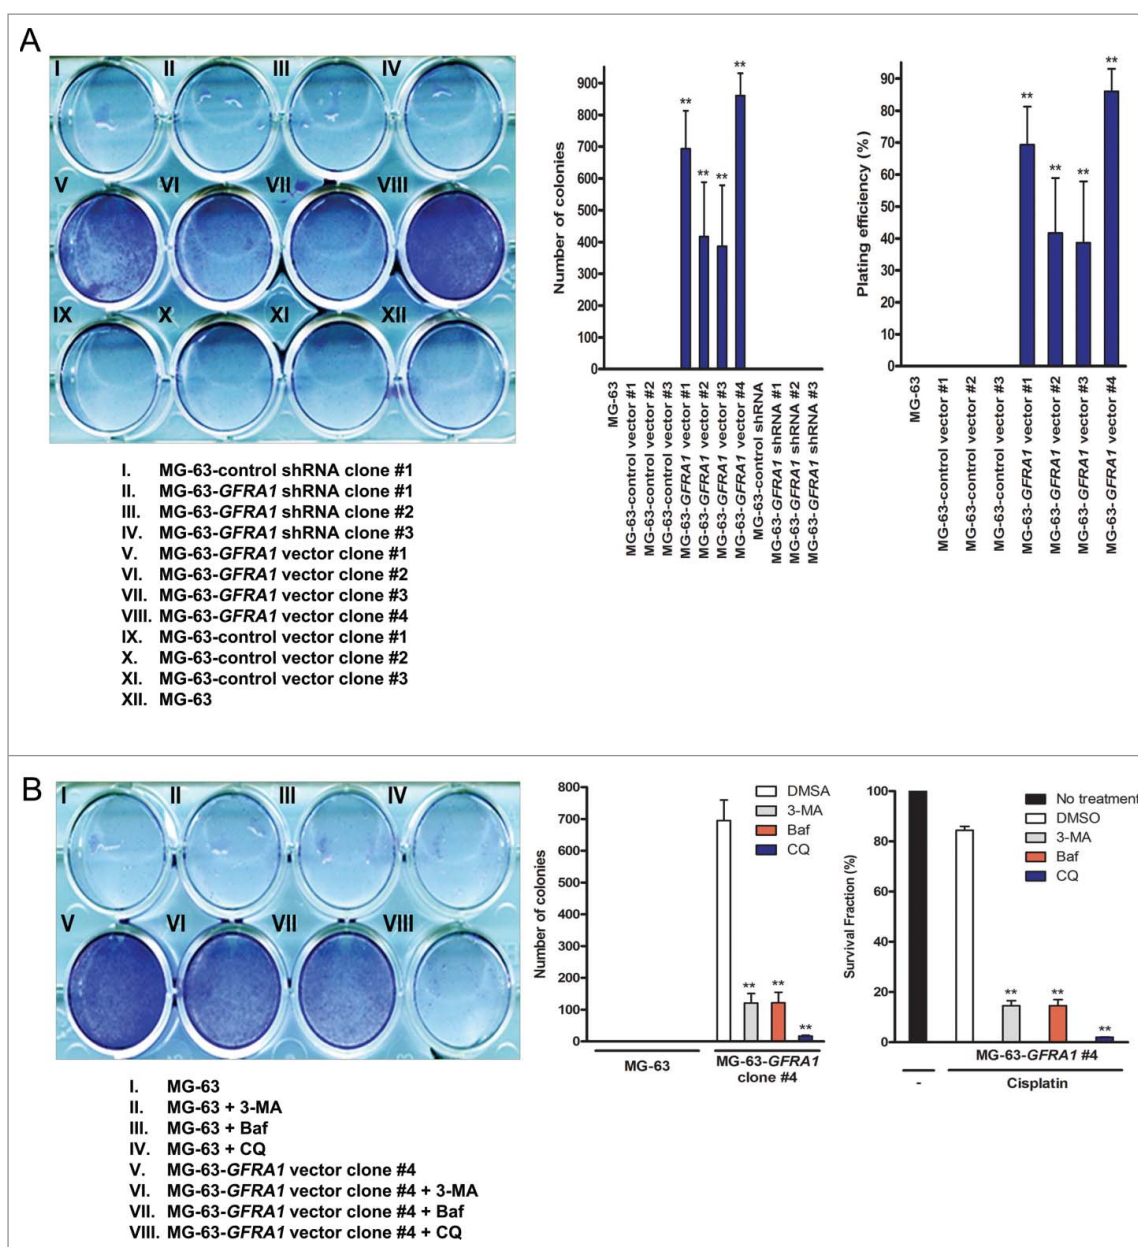 A
I II III IV
V VI VII VIII
IX X XI XII
I. MG-63-control shRNA clone #1
II. MG-63-GFRA1 shRNA clone #1
III. MG-63-GFRA1 shRNA clone #2
IV. MG-63-GFRA1 shRNA clone #3
V. MG-63-GFRA1 vector clone #1
VI. MG-63-GFRA1 vector clone #2
VII. MG-63-GFRA1 vector clone #3
VIII. MG-63-GFRA1 vector clone #4
IX. MG-63-control vector clone #1
X. MG-63-control vector clone #2
XI. MG-63-control vector clone #3
XII. MG-63
Number of colonies
900
800
700
600
500
400
300
200
100
0
**
**
**
**
MG-63
MG-63-control vector #1
MG-63-control vector #2
MG-63-control vector #3
MG-63-GFRA1 vector #1
MG-63-GFRA1 vector #2
MG-63-GFRA1 vector #3
MG-63-GFRA1 vector #4
MG-63-control shRNA
MG-63-GFRA1 shRNA #1
MG-63-GFRA1 shRNA #2
MG-63-GFRA1 shRNA #3
Plating efficiency (%)
90
80
70
60
50
40
30
20
10
0
**
**
**
**
MG-63
MG-63-control vector #1
MG-63-control vector #2
MG-63-control vector #3
MG-63-GFRA1 vector #1
MG-63-GFRA1 vector #2
MG-63-GFRA1 vector #3
MG-63-GFRA1 vector #4
B
I II III IV
V VI VII VIII
I. MG-63
II. MG-63 + 3-MA
III. MG-63 + Baf
IV. MG-63 + CQ
V. MG-63-GFRA1 vector clone #4
VI. MG-63-GFRA1 vector clone #4 + 3-MA
VII. MG-63-GFRA1 vector clone #4 + Baf
VIII. MG-63-GFRA1 vector clone #4 + CQ
Number of colonies
800
700
600
500
400
300
200
100
0
DMSA
3-MA
Baf
CQ
**
**
**
MG-63
MG-63-GFRA1
clone #4
Survival Fraction (%)
100
80
60
40
20
0
No treatment
DMSO
3-MA
Baf
CQ
**
**
**
MG-63-GFRA1 #4
-
Cisplatin